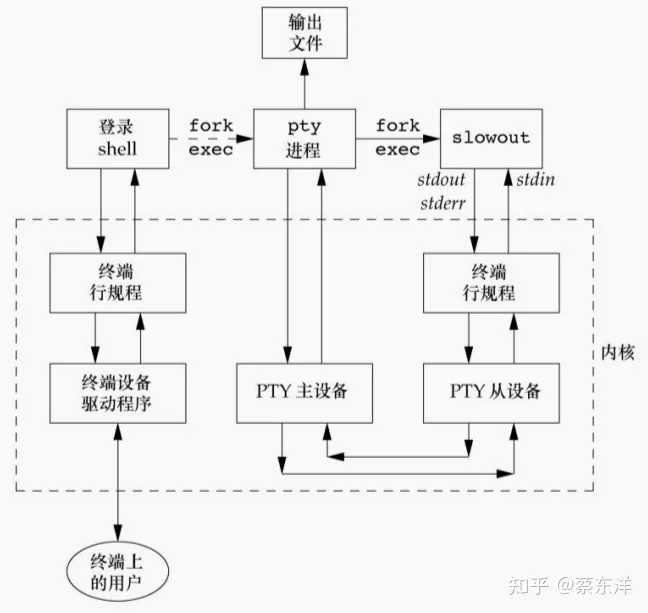 输出
文件
登录
shell
fork
exec
pty
进程
fork
exec
slowout
stdout
stderr
stdin
终端
行规程
终端
行规程
内核
终端设备
驱动程序
PTY 主设备
PTY 从设备
终端上
的用户
知乎 @蔡东洋